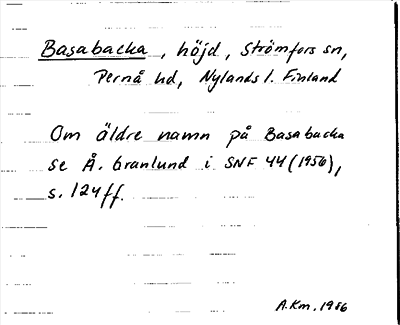 Basabacka, höjd, Strömfors sn,
Pernå hd, Nylands l. Finland
Om äldre namn på Basabacka
se Å. Granlund i SNF 44 (1956),
s. 124 ff.
A.Km. 1986